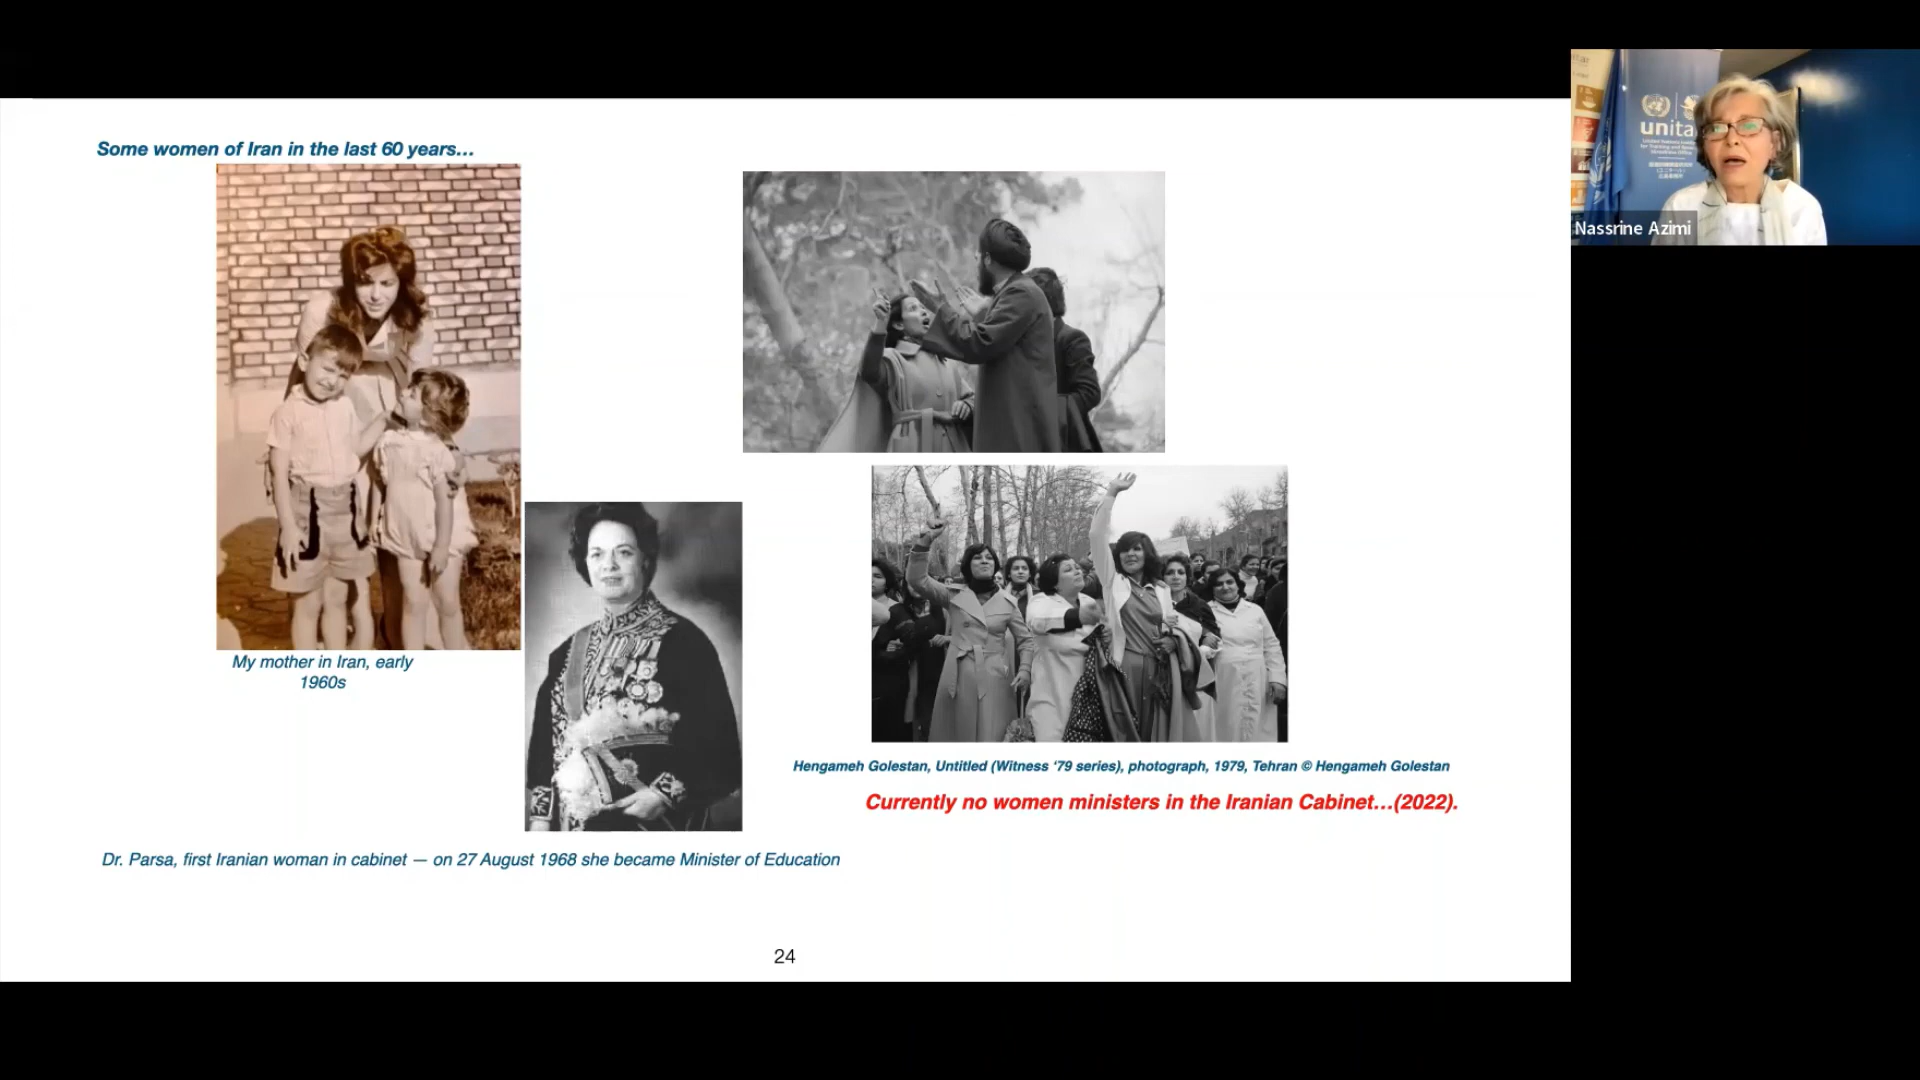 Some women of Iran in the last 60 years...
My mother in Iran, early
1960s
Hengameh Golestan, Untitled (Witness ‘79 series), photograph, 1979, Tehran © Hengameh Golestan
Currently no women ministers in the Iranian Cabinet...(2022).
Dr. Parsa, first Iranian woman in cabinet — on 27 August 1968 she became Minister of Education
24
unita
Nassrine Azimi